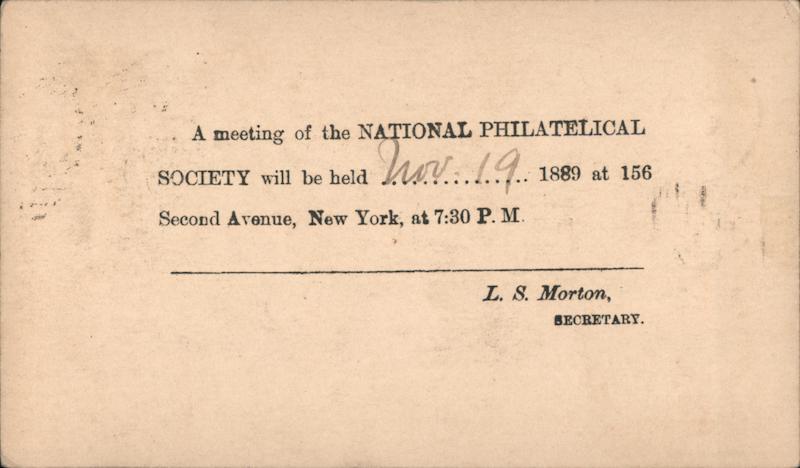 A meeting of the NATIONAL PHILATELICAL
SOCIETY will be held Nov. 19 1889 at 156
Second Avenue, New York, at 7:30 P. M.
L. S. Morton,
SECRETARY.